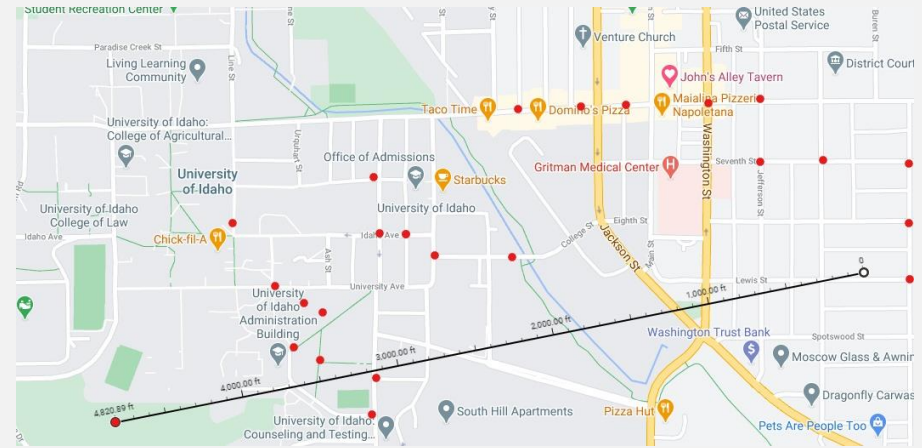 Student Recreation Center
Paradise Creek St
Living Learning
Community
Line St
United States
Postal Service
Venture Church
Fifth St
District Court
John's Alley Tavern
Maialina Pizzeria
Napoletana
Taco Time
Domino's Pizza
University of Idaho:
College of Agricultural...
Urquhart St
Office of Admissions
Washington St
Gritman Medical Center
Seventh St
Jefferson St
University
of Idaho
Starbucks
University of Idaho
College of Law
University of Idaho
Eighth St
Idaho Ave
Chick-fil-A
Idaho Ave
College St
Jackson St
Main St
Ash St
0
Lewis St
University Ave
1,000.00 ft
University
of Idaho
Administration
Building
2,000.00 ft
Washington Trust Bank
Spotswood St
3,000.00 ft
Moscow Glass & Awnin
4,000.00 ft
Dragonfly Carwas
4,820.89 ft
South Hill Apartments
Pizza Hut
University of Idaho
Counseling and Testing...
Pets Are People Too